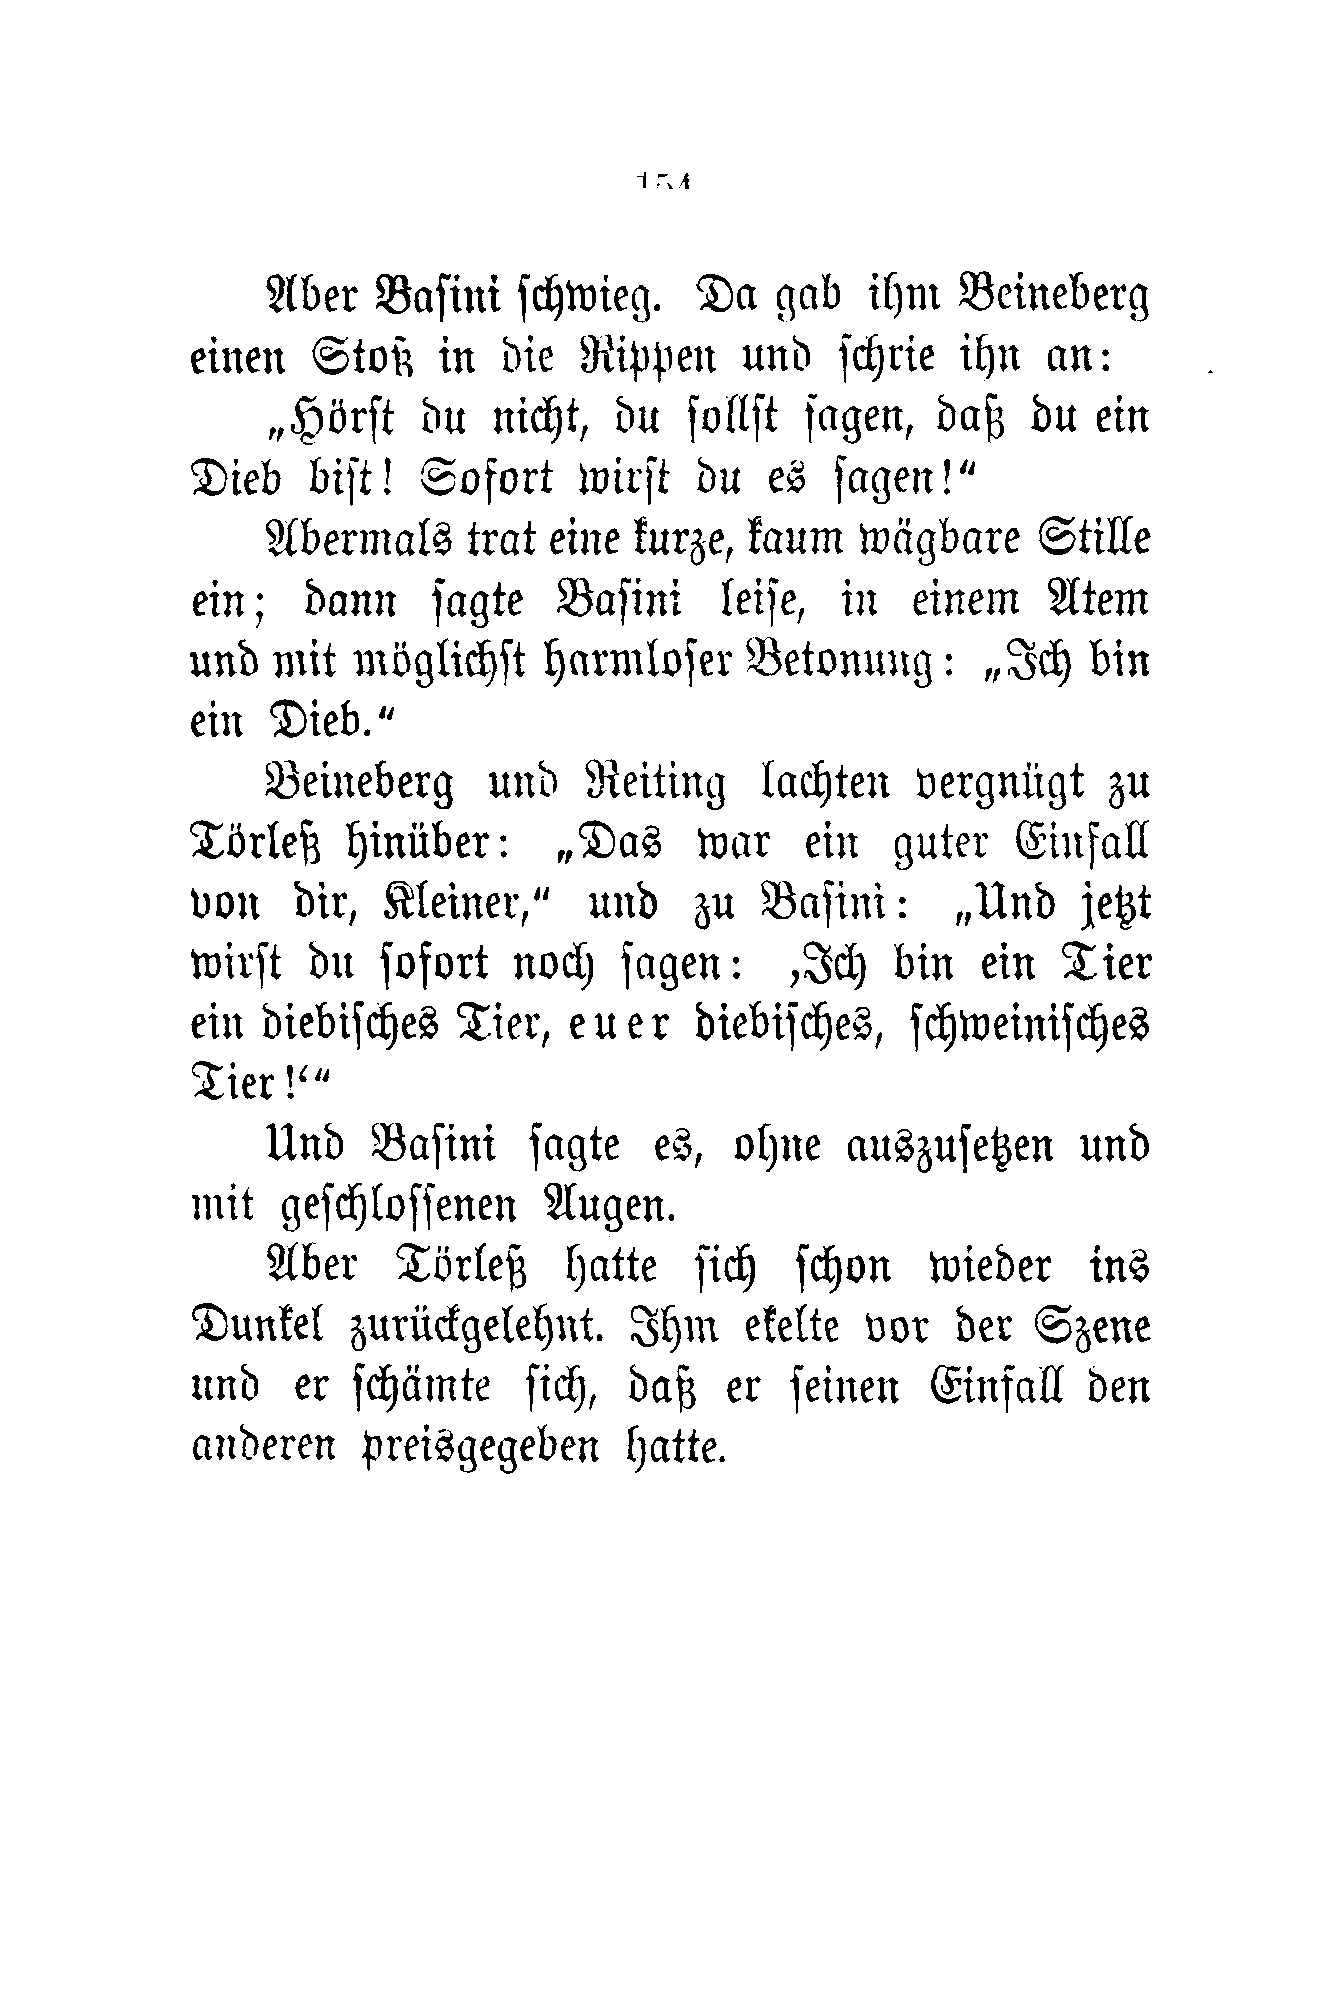 154
Aber Baſini ſchwieg. Da gab ihm Beineberg
einen Stoß in die Rippen und ſchrie ihn an:
„Hörſt du nicht, du ſollſt ſagen, daß du ein
Dieb biſt! Sofort wirſt du es ſagen!“
Abermals trat eine kurze, kaum wägbare Stille
ein; dann ſagte Baſini leiſe, in einem Atem
und mit möglichſt harmloſer Betonung: „Ich bin
ein Dieb.“
Beineberg und Reiting lachten vergnügt zu
Törleß hinüber: „Das war ein guter Einfall
von dir, Kleiner,“ und zu Baſini: „Und jetzt
wirſt du ſofort noch ſagen: ‚Ich bin ein Tier
ein diebiſches Tier, euer diebiſches, ſchweiniſches
Tier!‘“
Und Baſini ſagte es, ohne auszuſetzen und
mit geſchloſſenen Augen.
Aber Törleß hatte ſich ſchon wieder ins
Dunkel zurückgelehnt. Ihm ekelte vor der Szene
und er ſchämte ſich, daß er ſeinen Einfall den
anderen preisgegeben hatte.